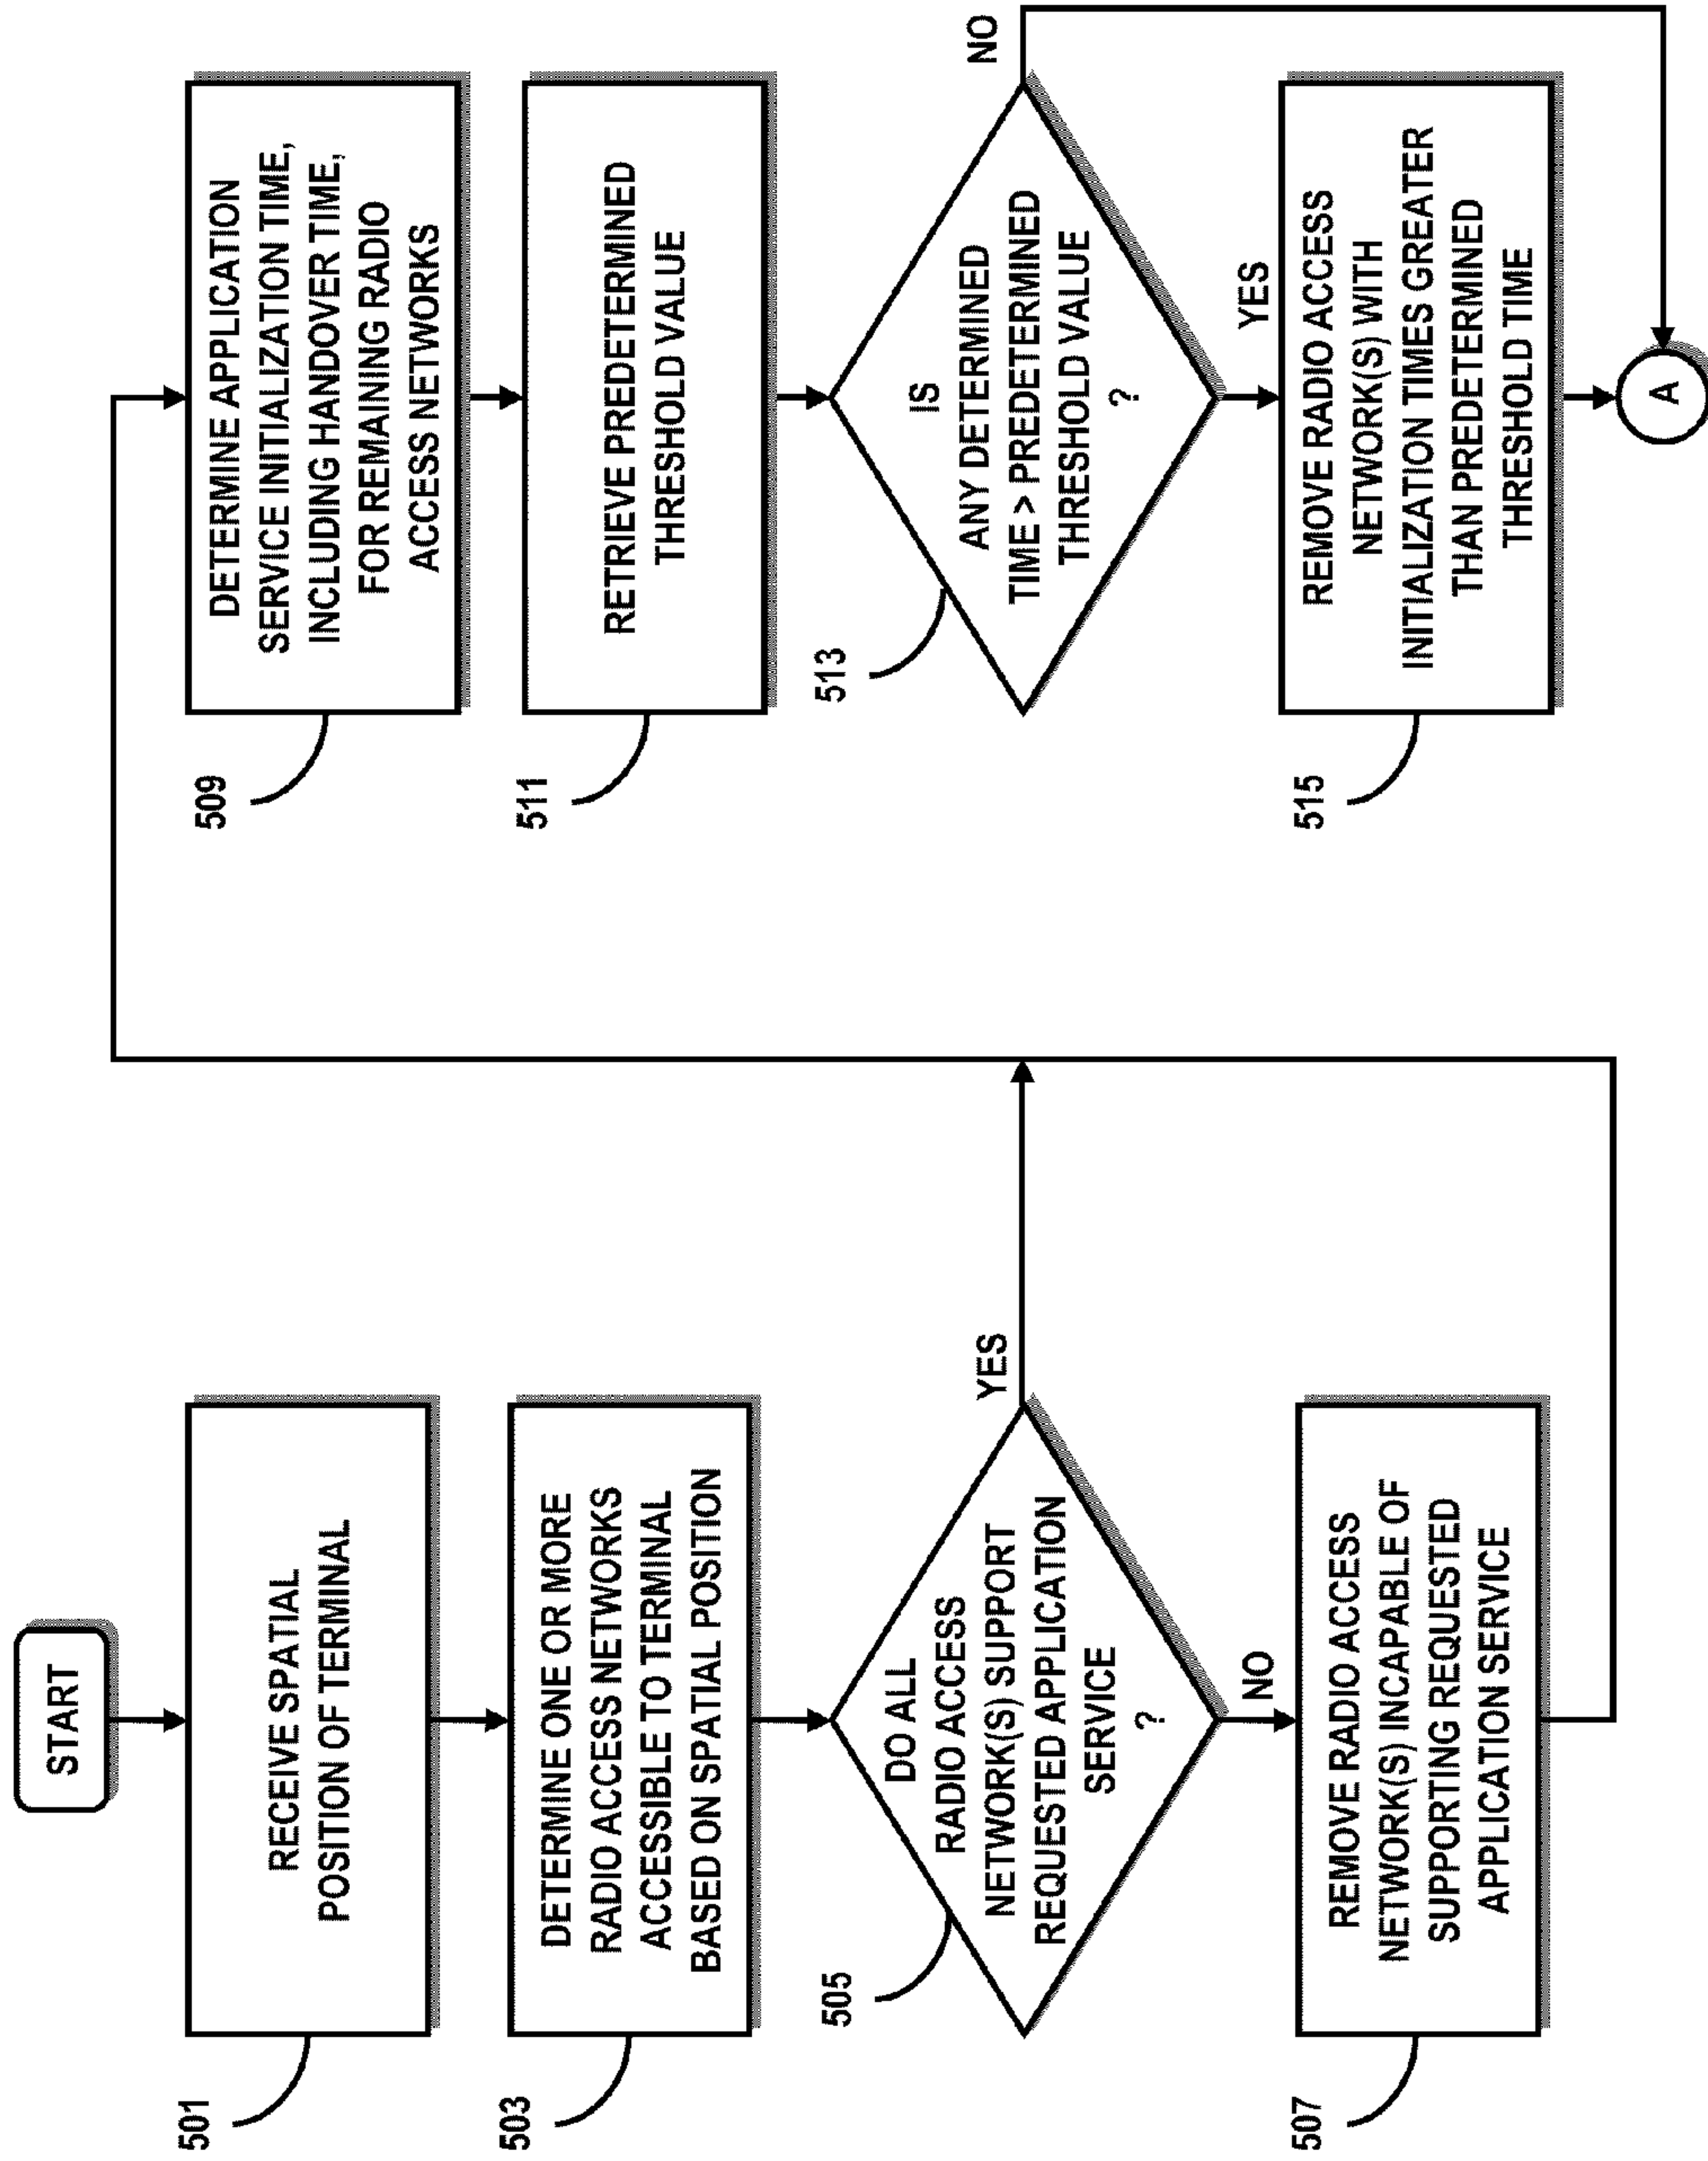 START
501
RECEIVE SPATIAL
POSITION OF TERMINAL
503
DETERMINE ONE OR MORE
RADIO ACCESS NETWORKS
ACCESSIBLE TO TERMINAL
BASED ON SPATIAL POSITION
505
DO ALL
RADIO ACCESS
NETWORK(S) SUPPORT
REQUESTED APPLICATION
SERVICE
?
YES
NO
507
REMOVE RADIO ACCESS
NETWORK(S) INCAPABLE OF
SUPPORTING REQUESTED
APPLICATION SERVICE
509
DETERMINE APPLICATION
SERVICE INITIALIZATION TIME,
INCLUDING HANDOVER TIME,
FOR REMAINING RADIO
ACCESS NETWORKS
511
RETRIEVE PREDETERMINED
THRESHOLD VALUE
513
IS
ANY DETERMINED
TIME > PREDETERMINED
THRESHOLD VALUE
?
NO
YES
515
REMOVE RADIO ACCESS
NETWORK(S) WITH
INITIALIZATION TIMES GREATER
THAN PREDETERMINED
THRESHOLD TIME
A